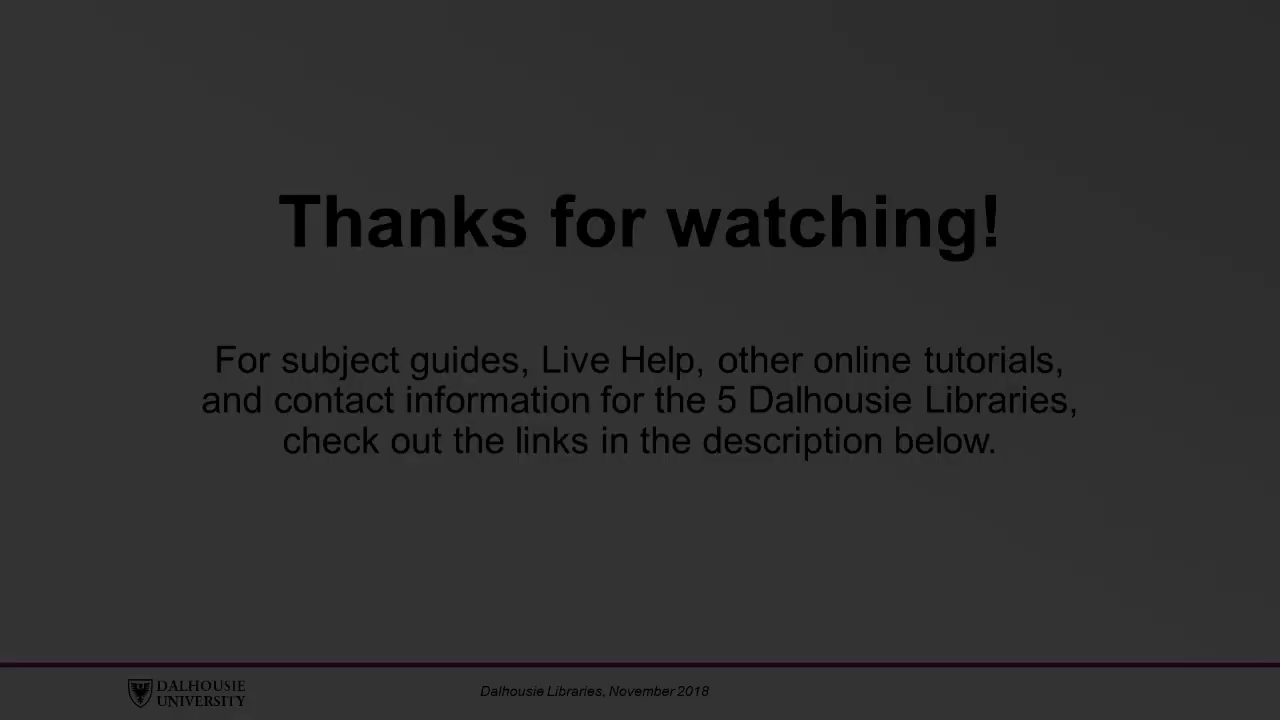 Thanks for watching!
For subject guides, Live Help, other online tutorials,
and contact information for the 5 Dalhousie Libraries,
check out the links in the description below.
DALHOUSIE
UNIVERSITY
Dalhousie Libraries, November 2018